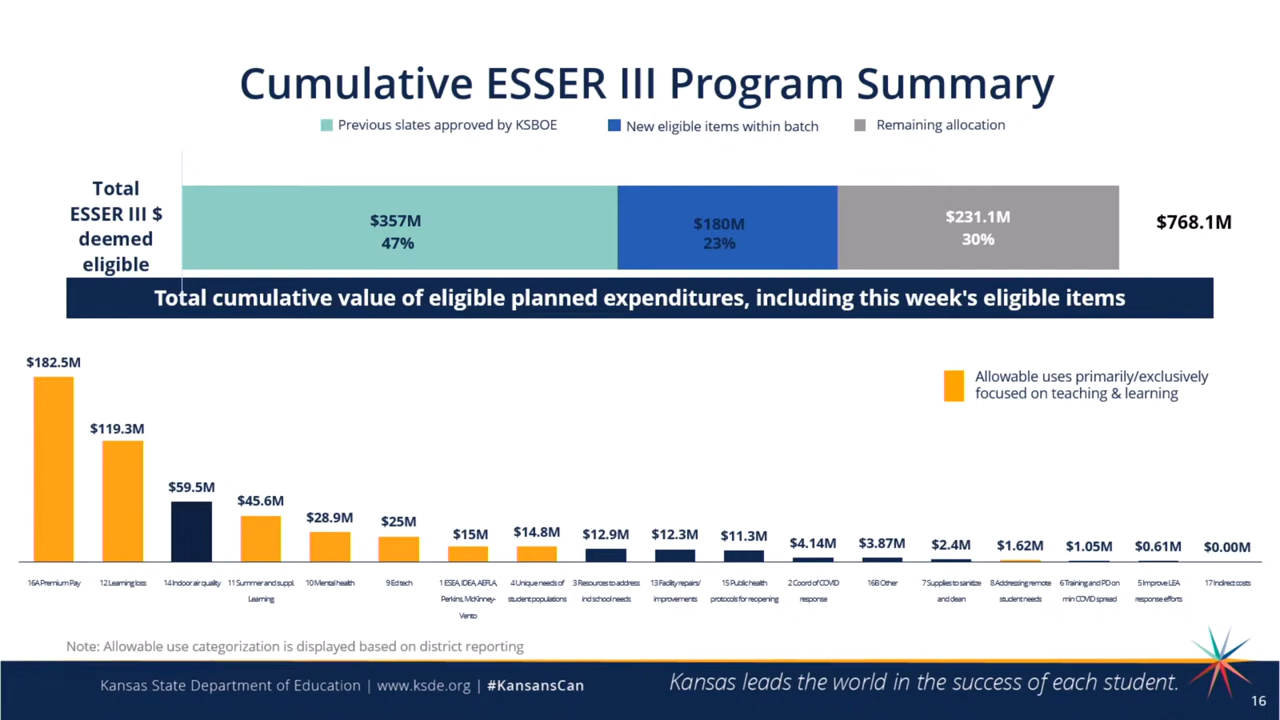 Cumulative ESSER III Program Summary
Previous slates approved by KSBOE
New eligible items within batch
Remaining allocation
Total
ESSER III $
deemed
eligible
$357M
47%
$180M
23%
$231.1M
30%
$768.1M
Total cumulative value of eligible planned expenditures, including this week's eligible items
Allowable uses primarily/exclusively
focused on teaching & learning
$182.5M
$119.3M
$59.5M
$45.6M
$28.9M
$25M
$15M
$14.8M
$12.9M
$12.3M
$11.3M
$4.14M
$3.87M
$2.4M
$1.62M
$1.05M
$0.61M
$0.00M
16A Premium Pay
12 Learning loss
14 Indoor air quality
11 Summer and suppl.
Learning
10 Mental health
9 Ed tech
1 ESEA, IDEA, AEFLA,
Perkins, McKinney-
Vento
4 Unique needs of
student populations
3 Resources to address
ind school needs
13 Facility repairs/
improvements
15 Public health
protocols for reopening
2 Coord of COVID
response
16B Other
7 Supplies to sanitize
and clean
8 Addressing remote
student needs
6 Training and PD on
min COVID spread
5 Improve LEA
response efforts
17 Indirect costs
Note: Allowable use categorization is displayed based on district reporting
Kansas State Department of Education | www.ksde.org | #KansansCan
Kansas leads the world in the success of each student.
16